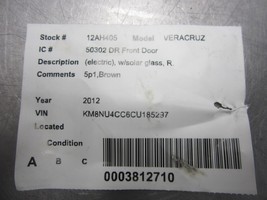 Stock # 12AH405 Model VERACRUZ
IC # 50302 DR Front Door
Description (electric), w/solar glass, R.
Comments 5p1,Brown
Year 2012
VIN KM8NU4CC6CU185237
Located
Condition
A B C
0003812710